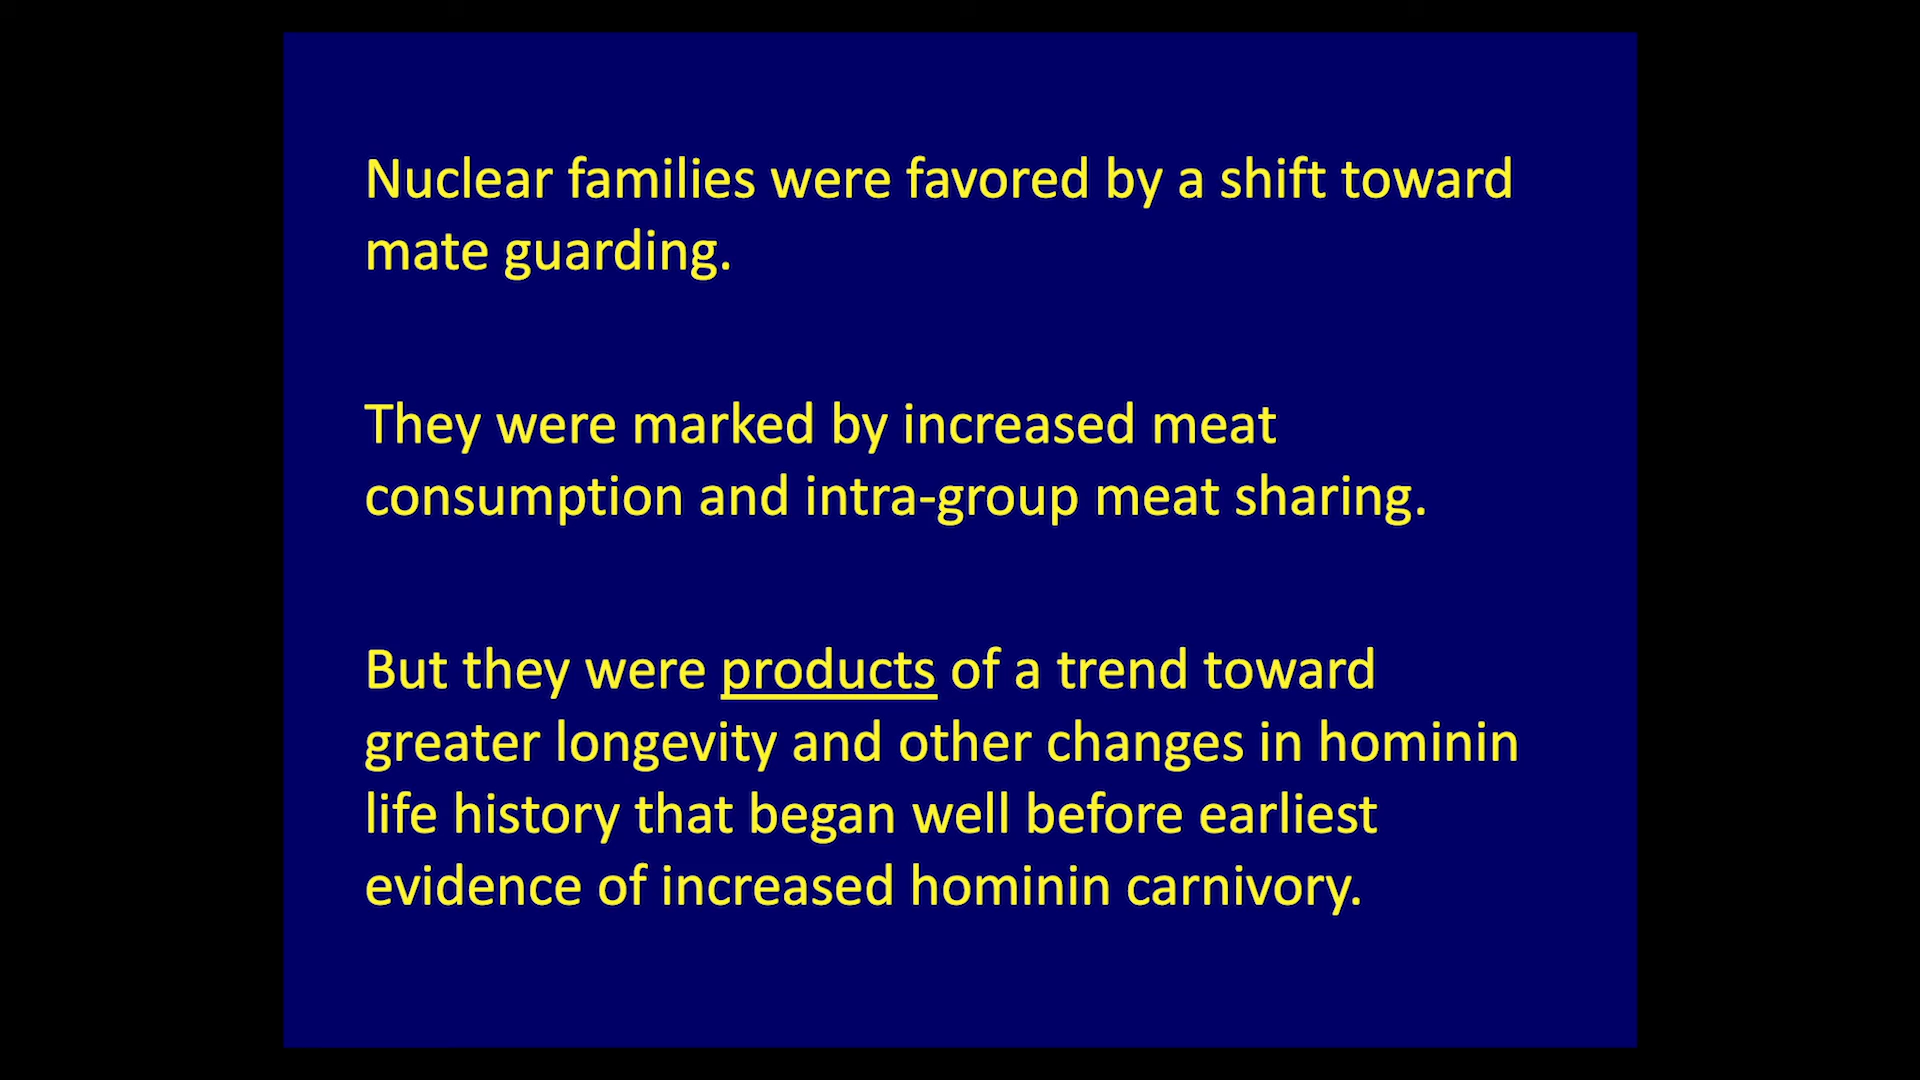 Nuclear families were favored by a shift toward
mate guarding.
They were marked by increased meat
consumption and intra-group meat sharing.
But they were products of a trend toward
greater longevity and other changes in hominin
life history that began well before earliest
evidence of increased hominin carnivory.